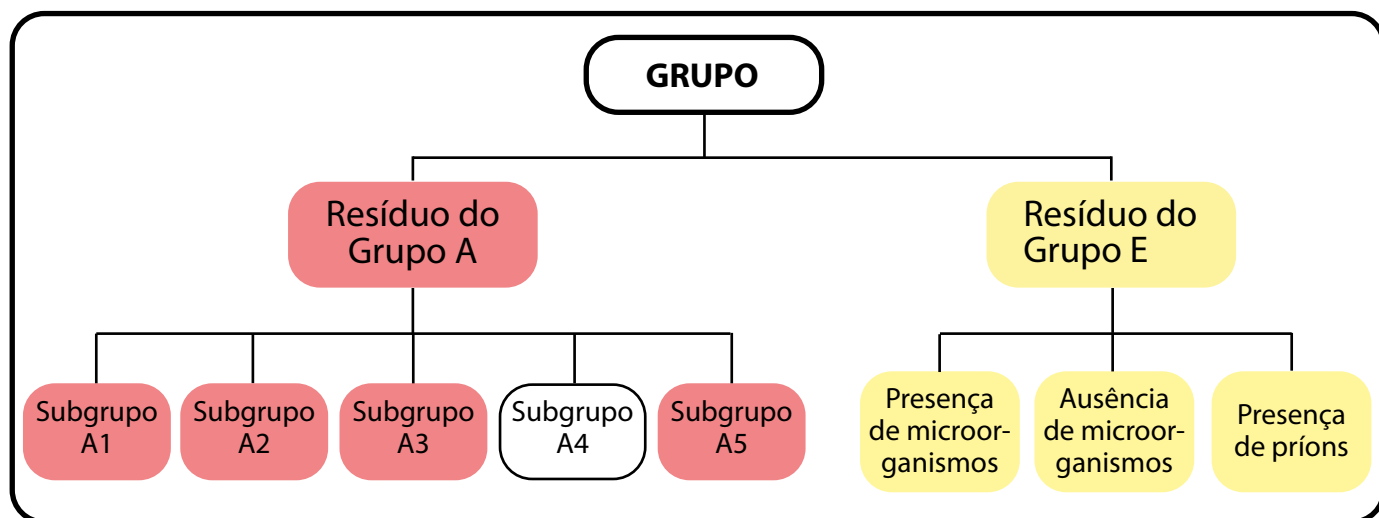 GRUPO
Resíduo do
Grupo A
Resíduo do
Grupo E
Subgrupo
A1
Subgrupo
A2
Subgrupo
A3
Subgrupo
A4
Subgrupo
A5
Presença
de microor-
ganismos
Ausência
de microor-
ganismos
Presença
de príons